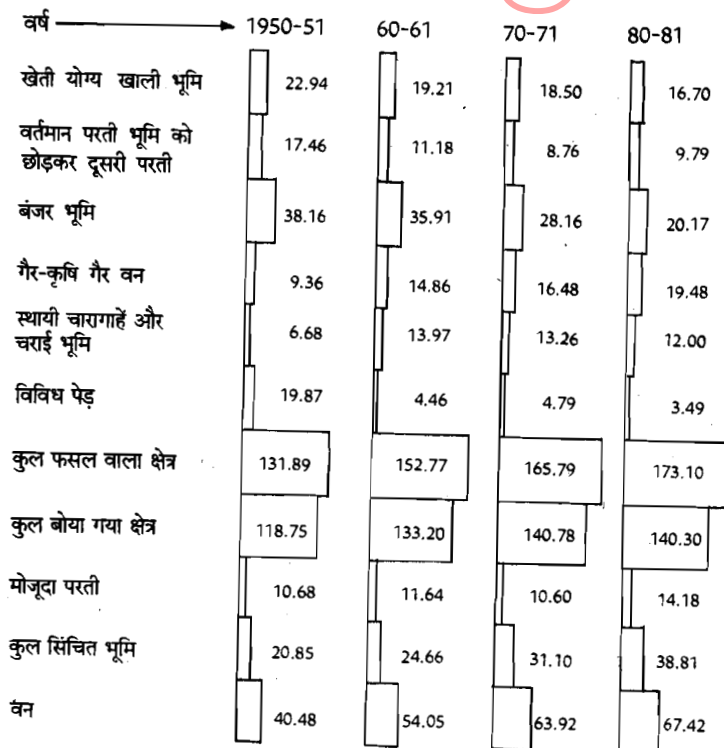 वर्ष 1950-51 60-61 70-71 80-81
खेती योग्य खाली भूमि 22.94 19.21 18.50 16.70
वर्तमान परती भूमि को
छोड़कर दूसरी परती 17.46 11.18 8.76 9.79
बंजर भूमि 38.16 35.91 28.16 20.17
गैर-कृषि गैर वन 9.36 14.86 16.48 19.48
स्थायी चारागाहें और
चराई भूमि 6.68 13.97 13.26 12.00
विविध पेड़ 19.87 4.46 4.79 3.49
कुल फसल वाला क्षेत्र 131.89 152.77 165.79 173.10
कुल बोया गया क्षेत्र 118.75 133.20 140.78 140.30
मोजूदा परती 10.68 11.64 10.60 14.18
कुल सिंचित भूमि 20.85 24.66 31.10 38.81
वन 40.48 54.05 63.92 67.42